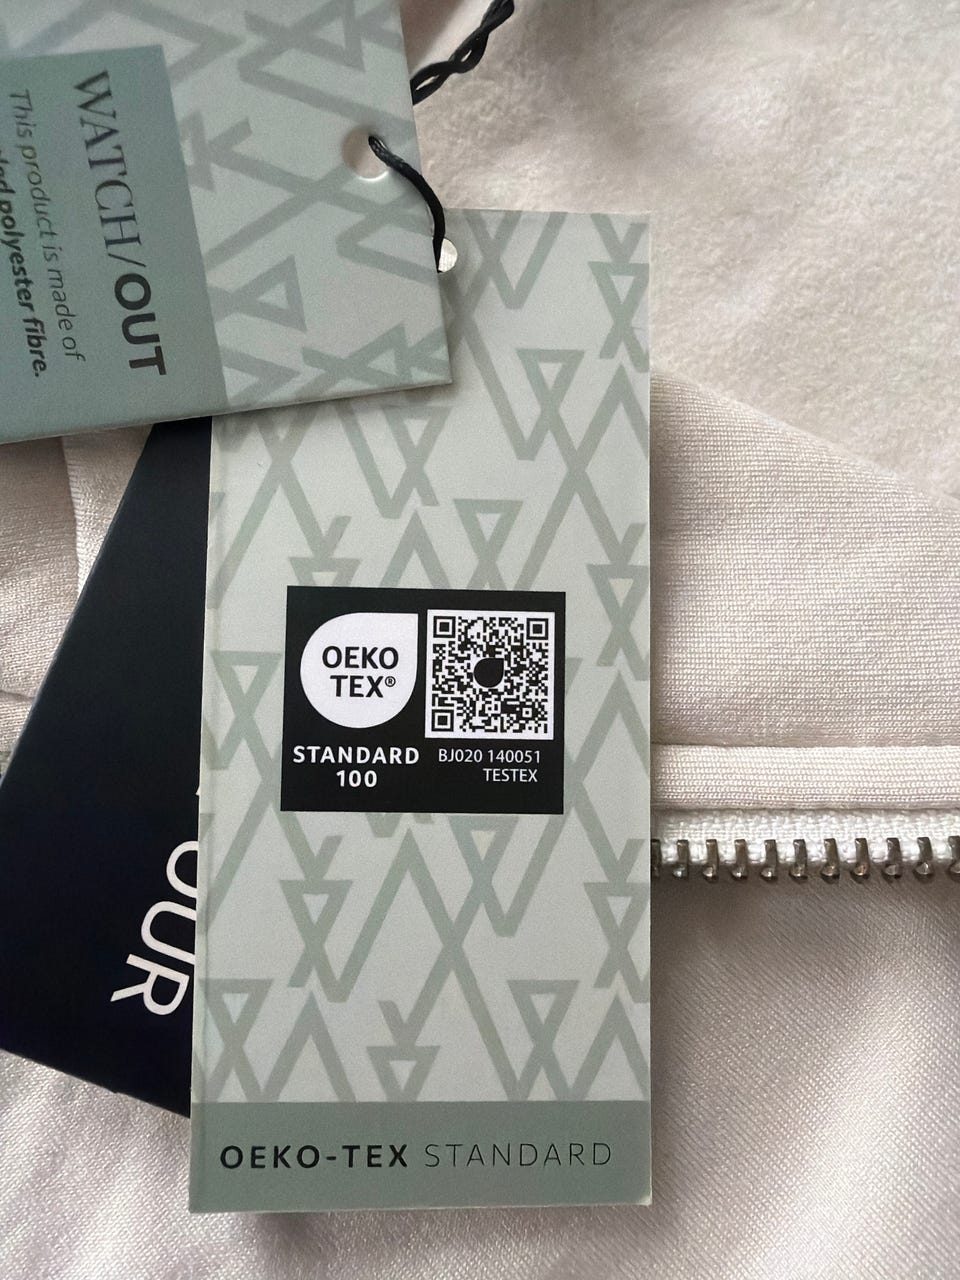 WATCH/OUT
This product is made of
polyester fibre.
OEKO
TEX®
STANDARD
100
BJ020 140051
TESTEX
OUR
OEKO-TEX STANDARD